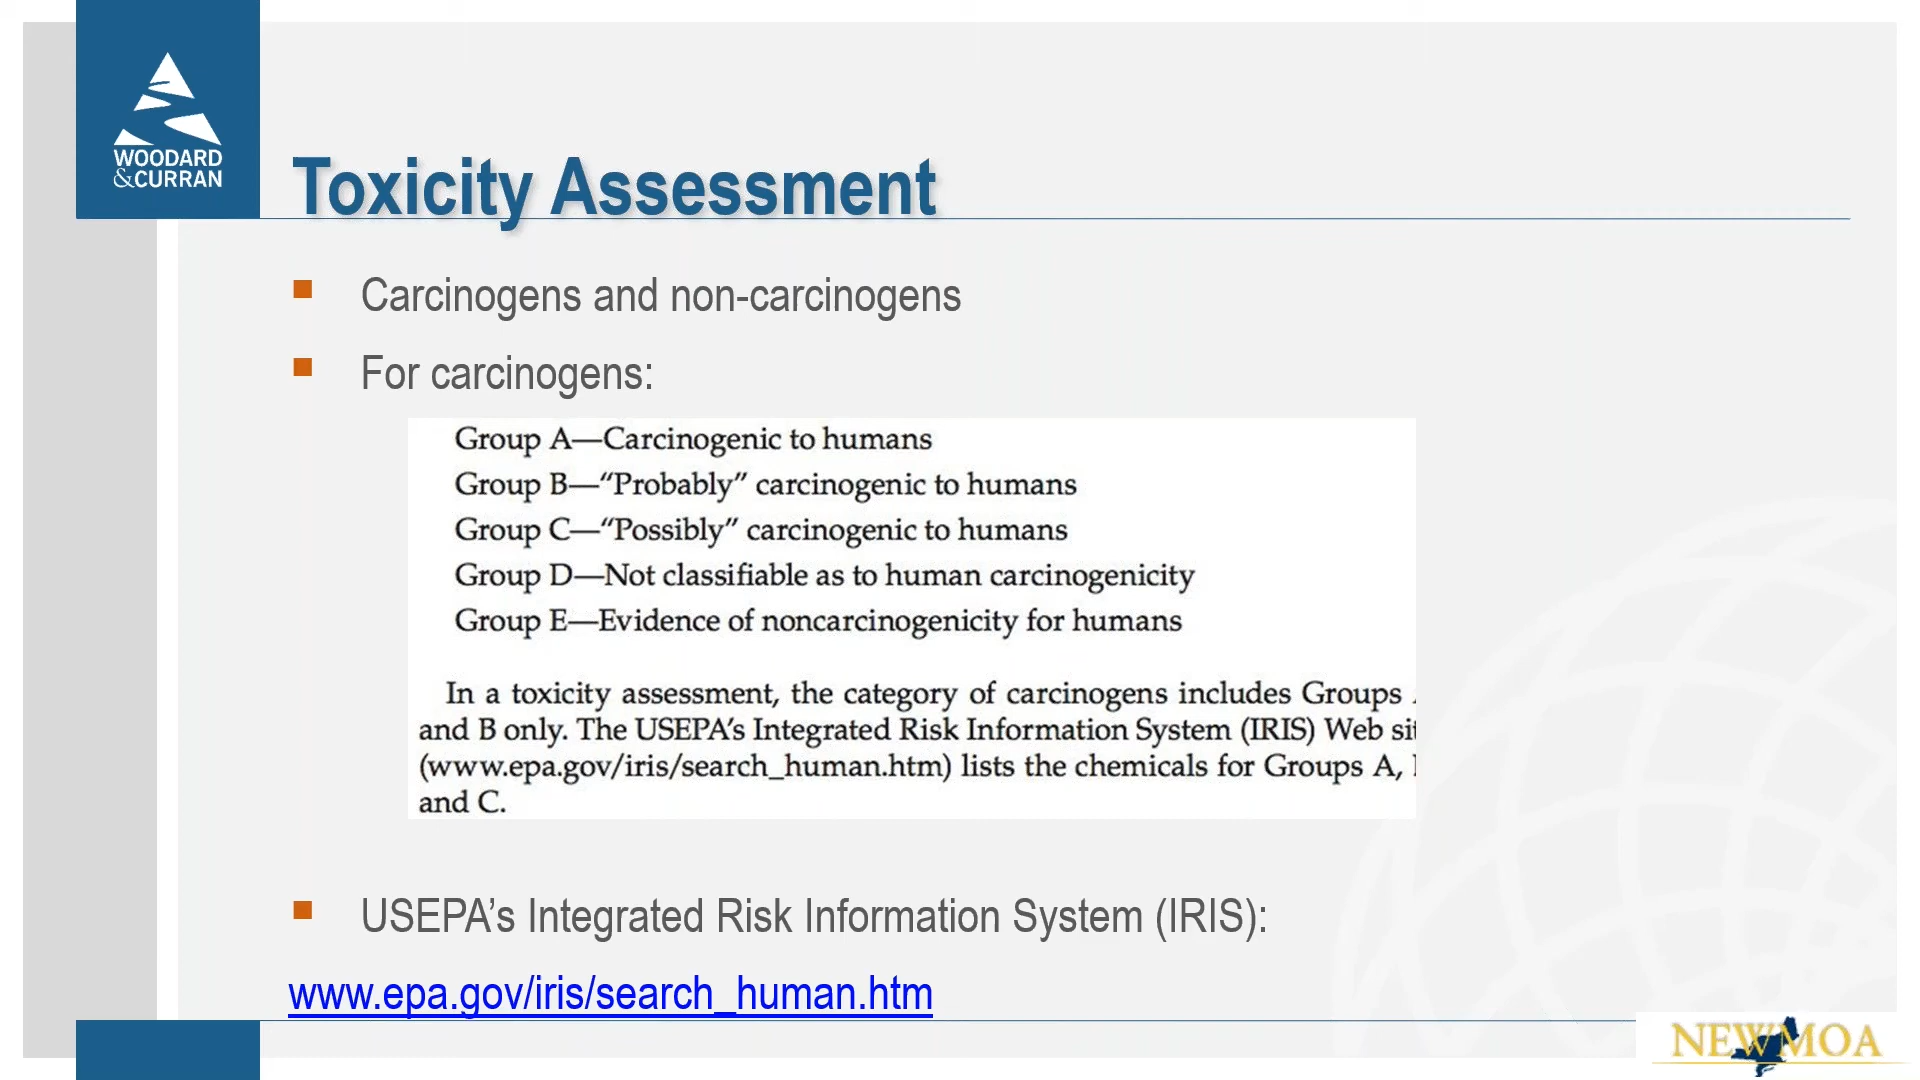 WOODARD
&CURRAN
Toxicity Assessment
Carcinogens and non-carcinogens
For carcinogens:
Group A—Carcinogenic to humans
Group B—“Probably” carcinogenic to humans
Group C—“Possibly” carcinogenic to humans
Group D—Not classifiable as to human carcinogenicity
Group E—Evidence of noncarcinogenicity for humans
In a toxicity assessment, the category of carcinogens includes Groups
and B only. The USEPA’s Integrated Risk Information System (IRIS) Web
(www.epa.gov/iris/search_human.htm) lists the chemicals for Groups A,
and C.
USEPA’s Integrated Risk Information System (IRIS):
www.epa.gov/iris/search_human.htm
NEWMOA